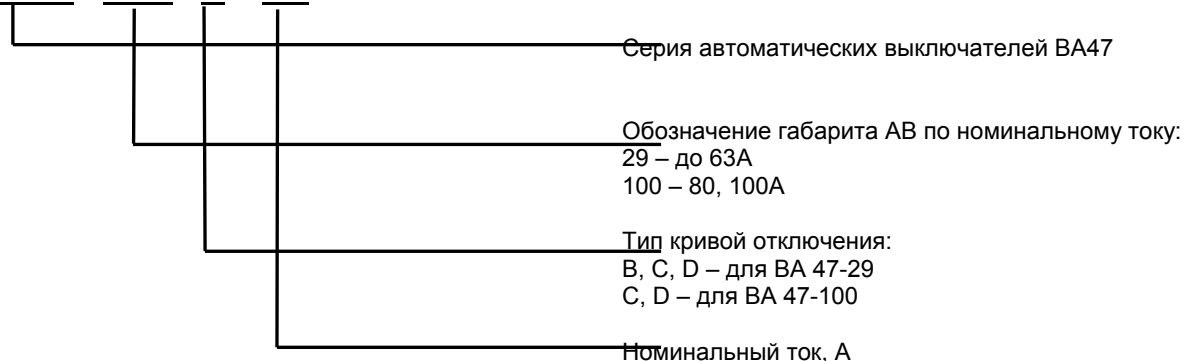 Серия автоматических выключателей ВА47
Обозначение габарита АВ по номинальному току:
29 – до 63А
100 – 80, 100А
Тип кривой отключения:
B, C, D – для ВА 47-29
C, D – для ВА 47-100
Номинальный ток, А